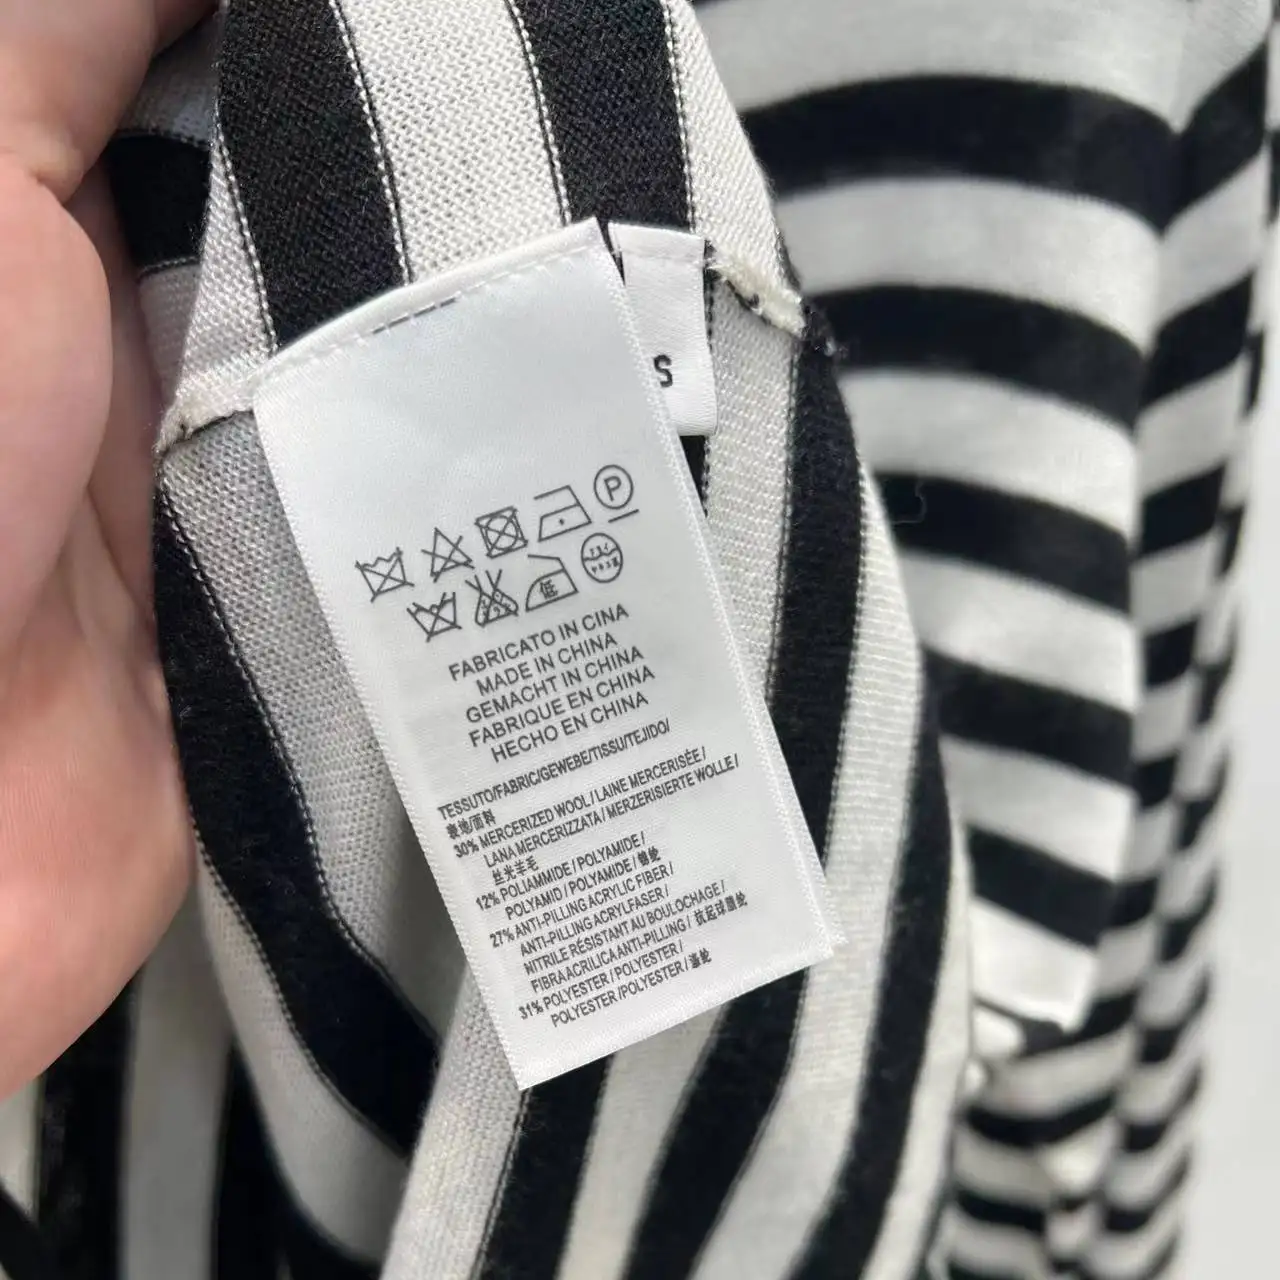 S
P
低
FABRICATO IN CINA
MADE IN CHINA
GEMACHT IN CHINA
FABRIQUE EN CHINA
HECHO EN CHINA
TESSUTO/FABRIC/GEWEBE/TISSU/TEJIDO/
面料
30% MERCERIZED WOOL / LAINE MERCERISÉE /
LANA MERCERIZZATA / MERZERISIERTE WOLLE /
丝光羊毛
12% POLIAMMIDE / POLYAMIDE /
POLYAMID / POLYAMIDE / 锦纶
27% ANTI-PILLING ACRYLIC FIBER /
ANTI-PILLING ACRYLFASER /
NITRILE RÉSISTANT AU BOULOCHAGE /
FIBRA ACRILICA ANTI-PILLING / 抗起球腈纶
31% POLYESTER / POLYESTER / 涤纶
POLYESTER /POLYESTER /